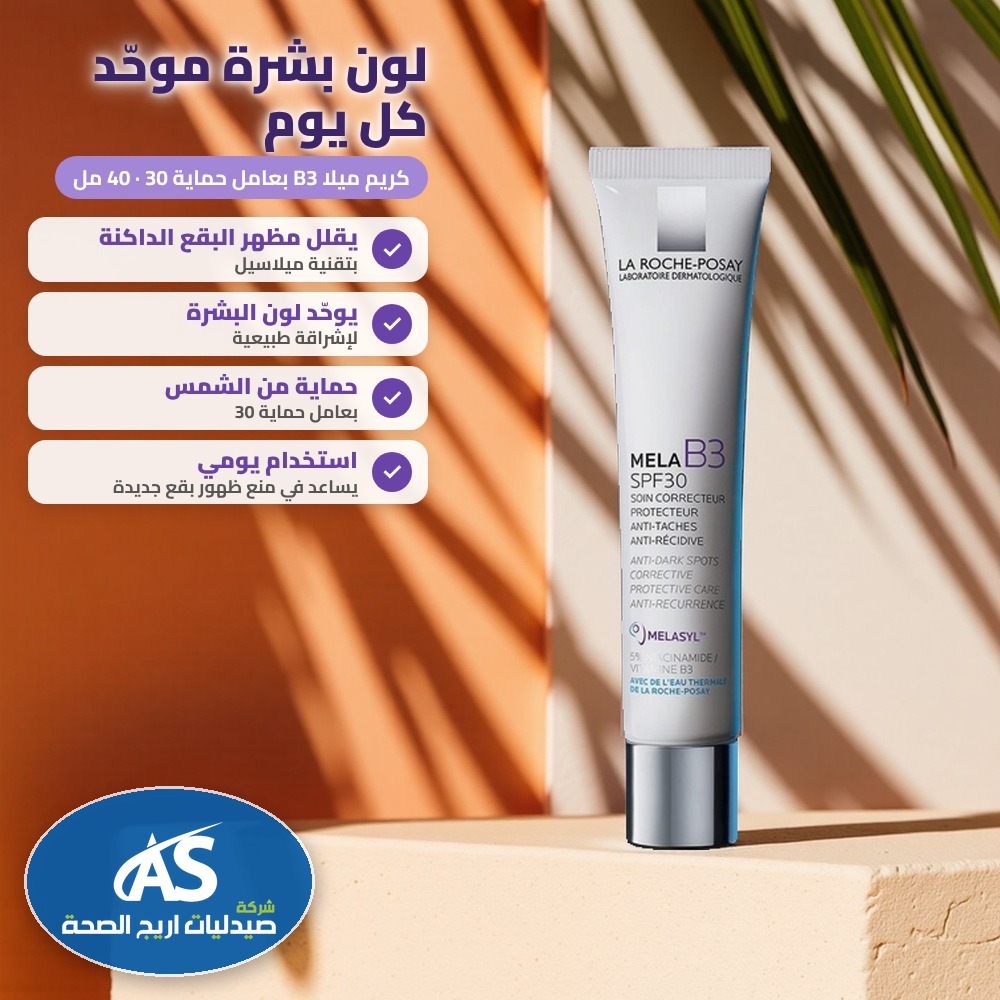 لون بشرة موحّد
كل يوم
كريم ميلا B3 بعامل حماية 30 · 40 مل
يقلل مظهر البقع الداكنة
بتقنية ميلاسيل
يوحّد لون البشرة
لإشراقة طبيعية
حماية من الشمس
بعامل حماية 30
استخدام يومي
يساعد في منع ظهور بقع جديدة
LA ROCHE-POSAY
LABORATOIRE DERMATOLOGIQUE
MELA B3
SPF30
SOIN CORRECTEUR
PROTECTEUR
ANTI-TACHES
ANTI-RÉCIDIVE
ANTI-DARK SPOTS
CORRECTIVE
PROTECTIVE CARE
ANTI-RECURRENCE
MELASYL™
5%
B3
AVEC DE L'EAU THERMALE
DE LA ROCHE-POSAY
AS
شركة
صيدليات اريج الصحة